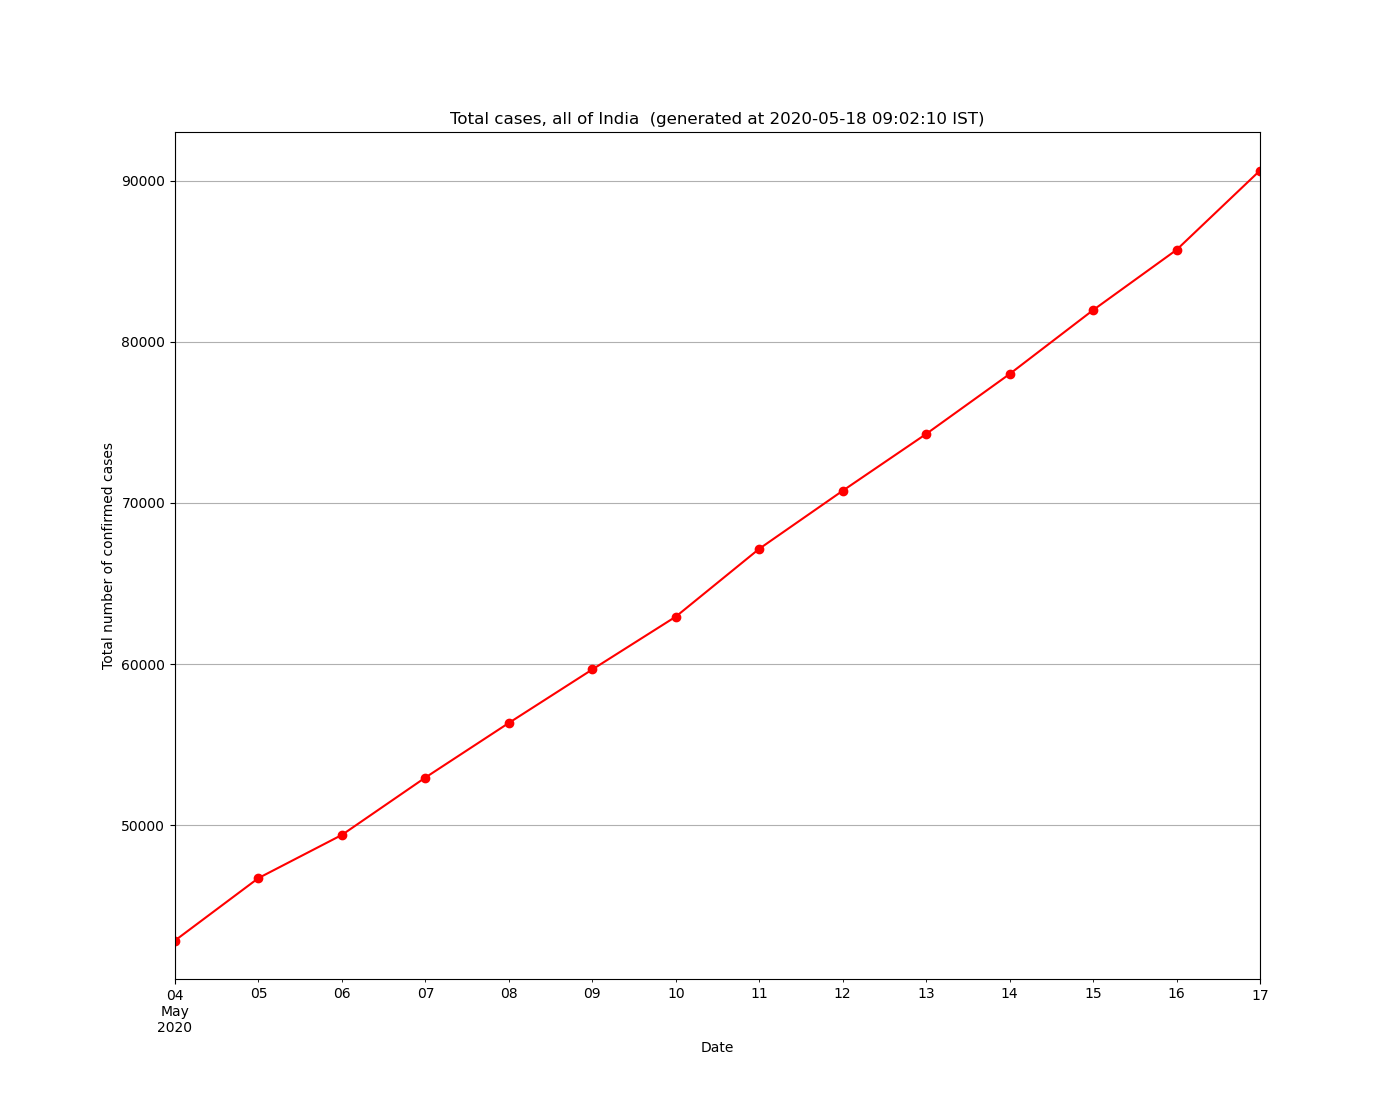 Total cases, all of India  (generated at 2020-05-18 09:02:10 IST)
90000
80000
70000
60000
50000
Total number of confirmed cases
04 05 06 07 08 09 10 11 12 13 14 15 16 17
May
2020
Date